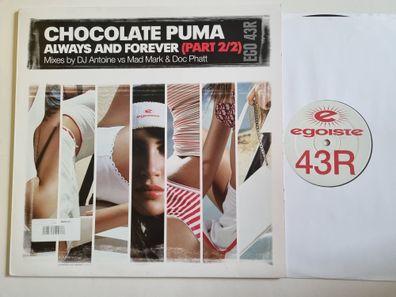 CHOCOLATE PUMA
ALWAYS AND FOREVER (PART 2/2)
Mixes by DJ Antoine vs Mad Mark & Doc Phatt
EGO 43R
egoiste
43R